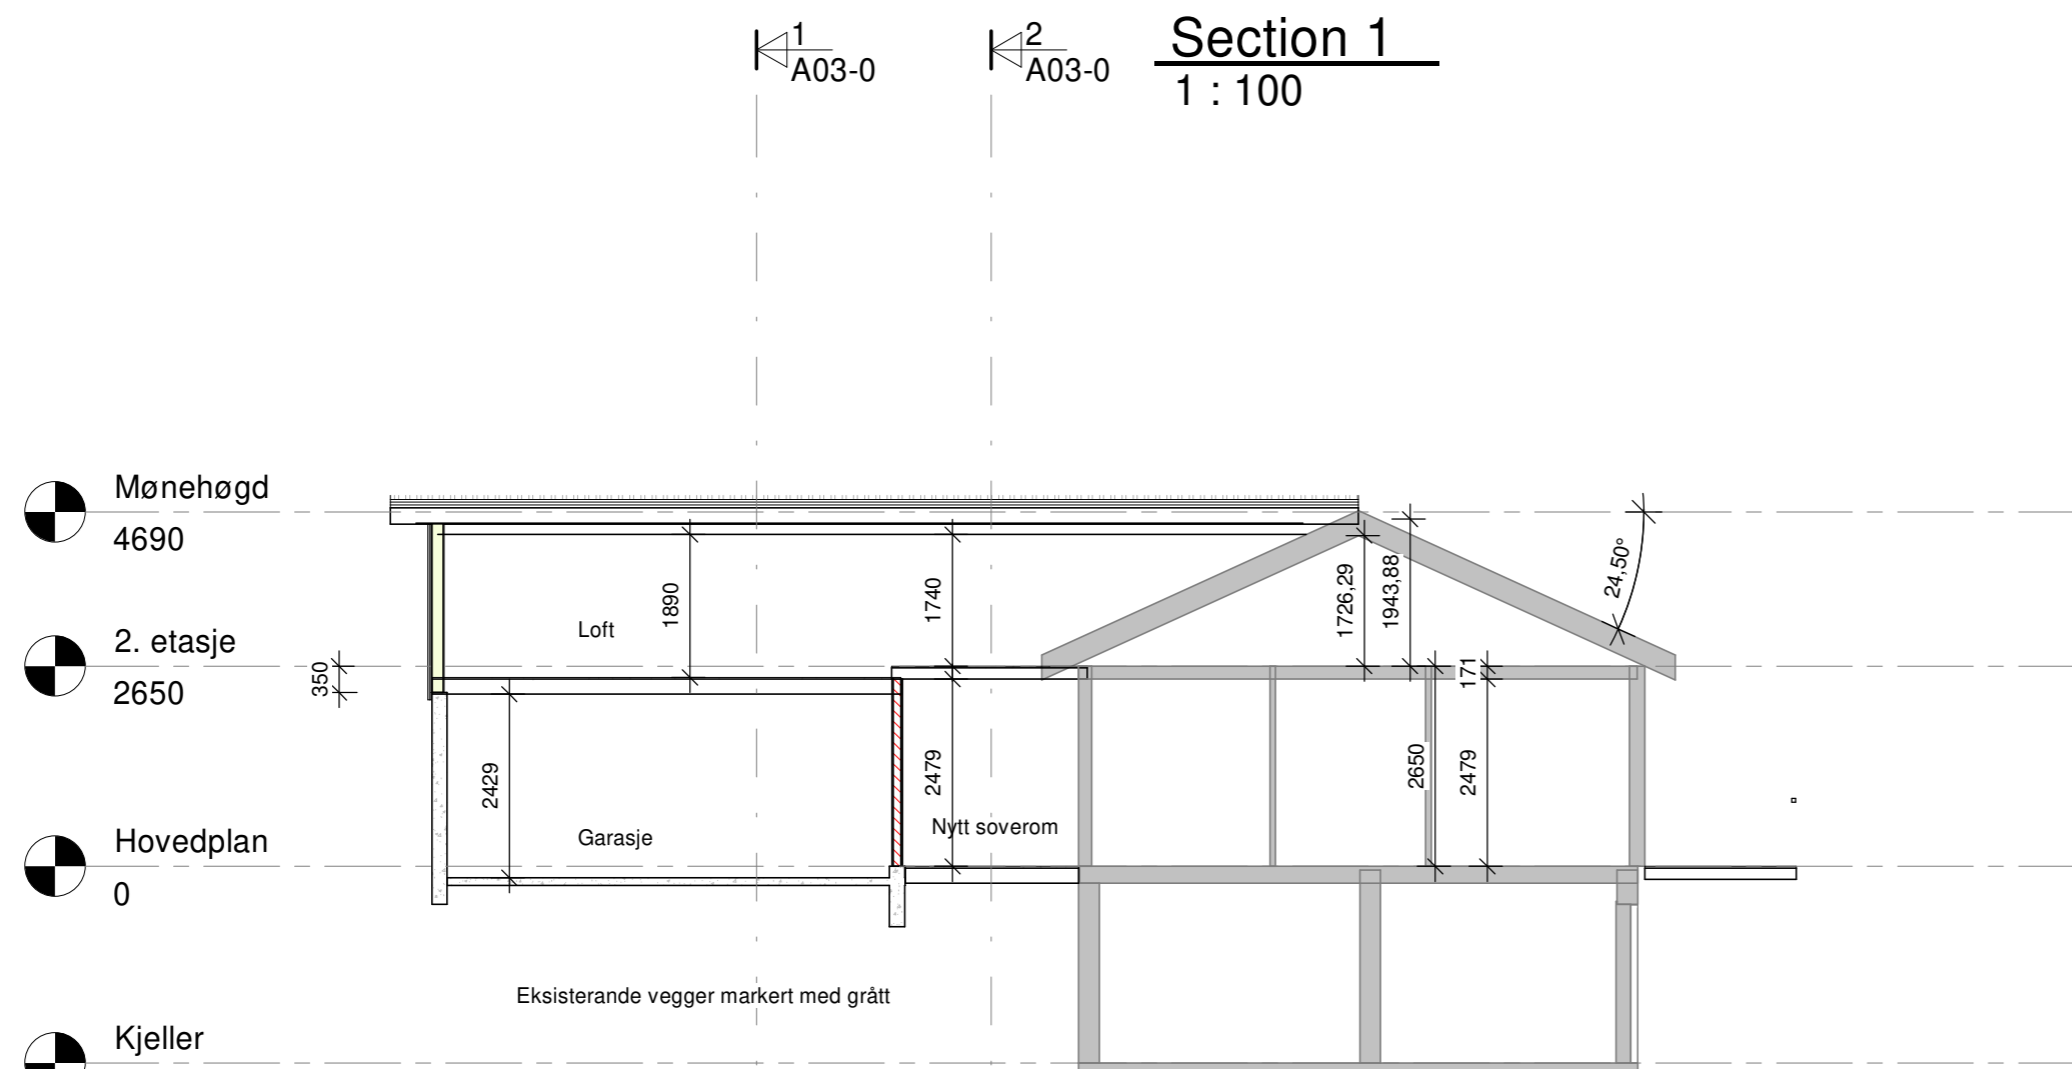 1
A03-0
2
A03-0
Section 1
1 : 100
Mønehøgd
4690
2. etasje
2650
350
Hovedplan
0
Kjeller
Loft
1890
1740
1726,29
1943,88
24,50°
171
2429
2479
2650
2479
Garasje
Nytt soverom
Eksisterande vegger markert med grått